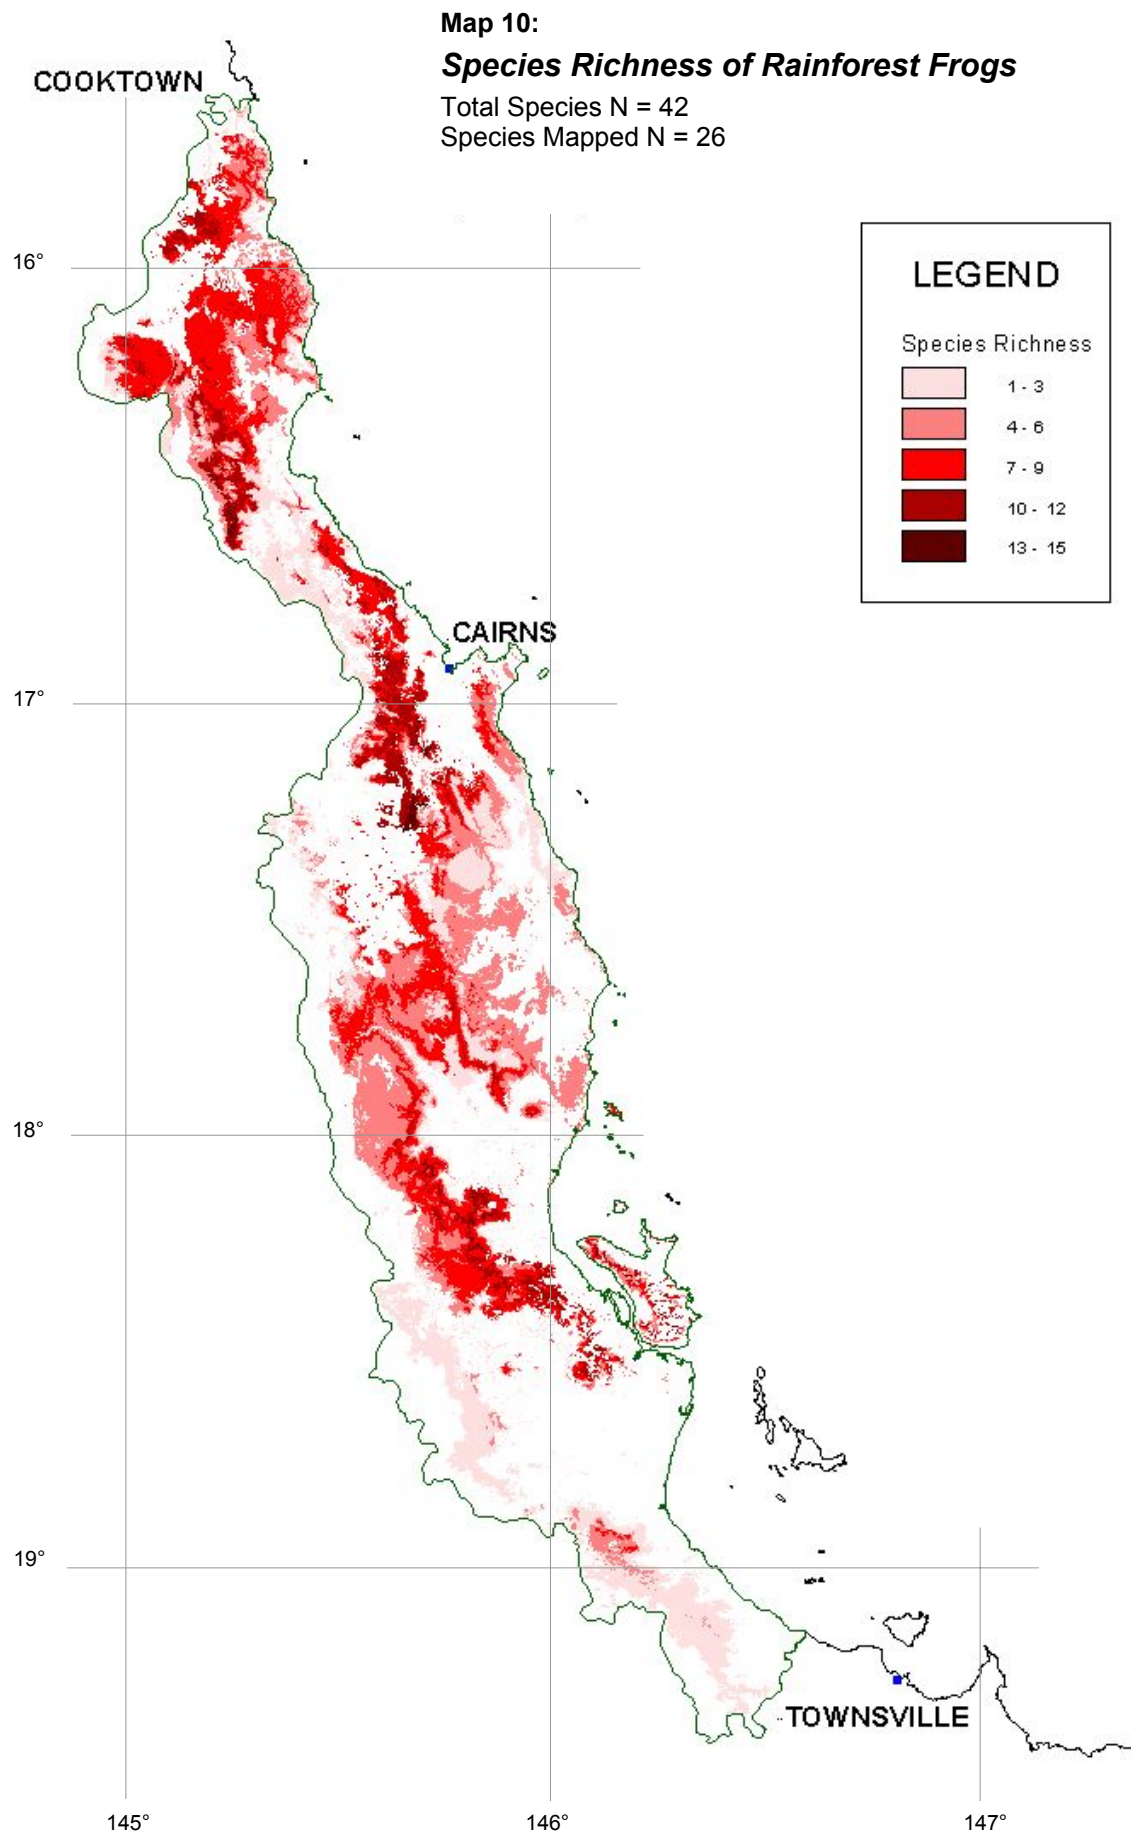 Map 10:
Species Richness of Rainforest Frogs
Total Species N = 42
Species Mapped N = 26
COOKTOWN
16°
LEGEND
Species Richness
1 - 3
4 - 6
7 - 9
10 - 12
13 - 15
CAIRNS
17°
18°
19°
TOWNSVILLE
145°
146°
147°